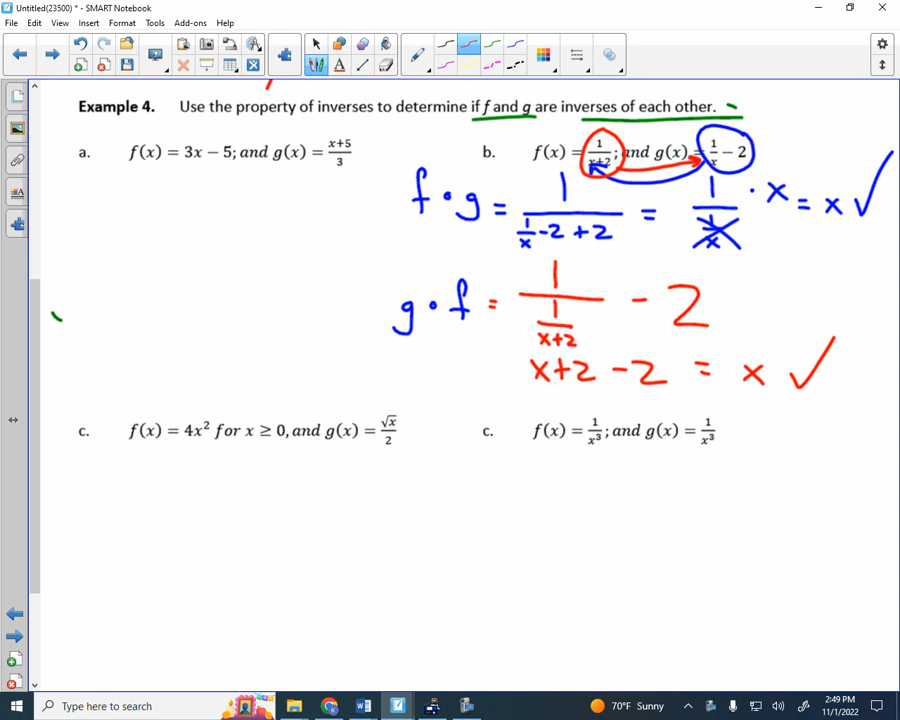 Untitled(23500) * - SMART Notebook
File Edit View Insert Format Tools Add-ons Help
Example 4. Use the property of inverses to determine if f and g are inverses of each other.
a. f(x) = 3x − 5; and g(x) = (x+5)/3
b. f(x) = 1/(x+2); and g(x) = 1/x − 2
f ∘ g = 1/(1/x -2 +2) = 1/(1/x) · x = x ✓
g ∘ f = 1/(1/(x+2)) - 2
x+2 -2 = x ✓
c. f(x) = 4x² for x ≥ 0, and g(x) = √x/2
c. f(x) = 1/x³; and g(x) = 1/x³
Type here to search
70°F Sunny
2:49 PM
11/1/2022